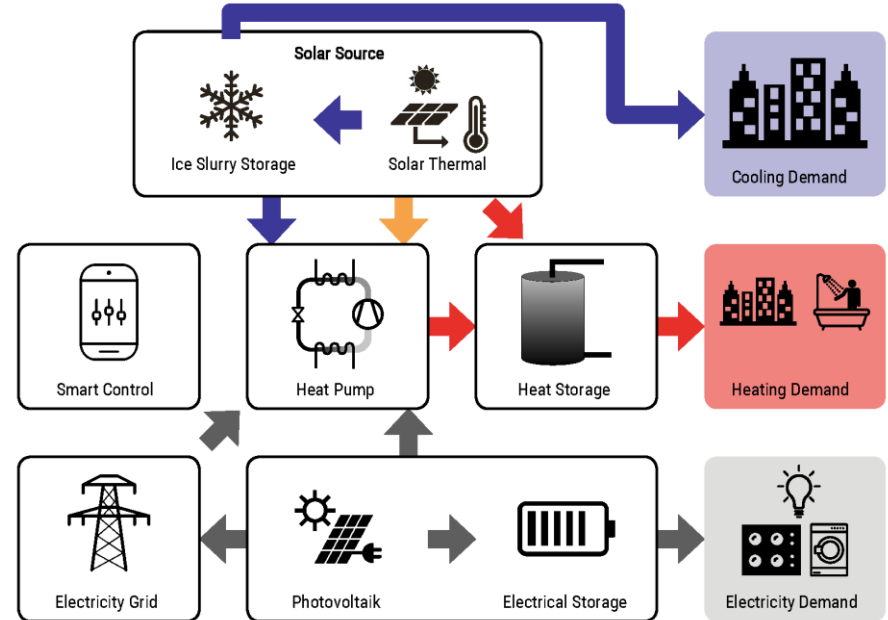 Solar Source
Ice Slurry Storage
Solar Thermal
Cooling Demand
Smart Control
Heat Pump
Heat Storage
Heating Demand
Electricity Grid
Photovoltaik
Electrical Storage
Electricity Demand